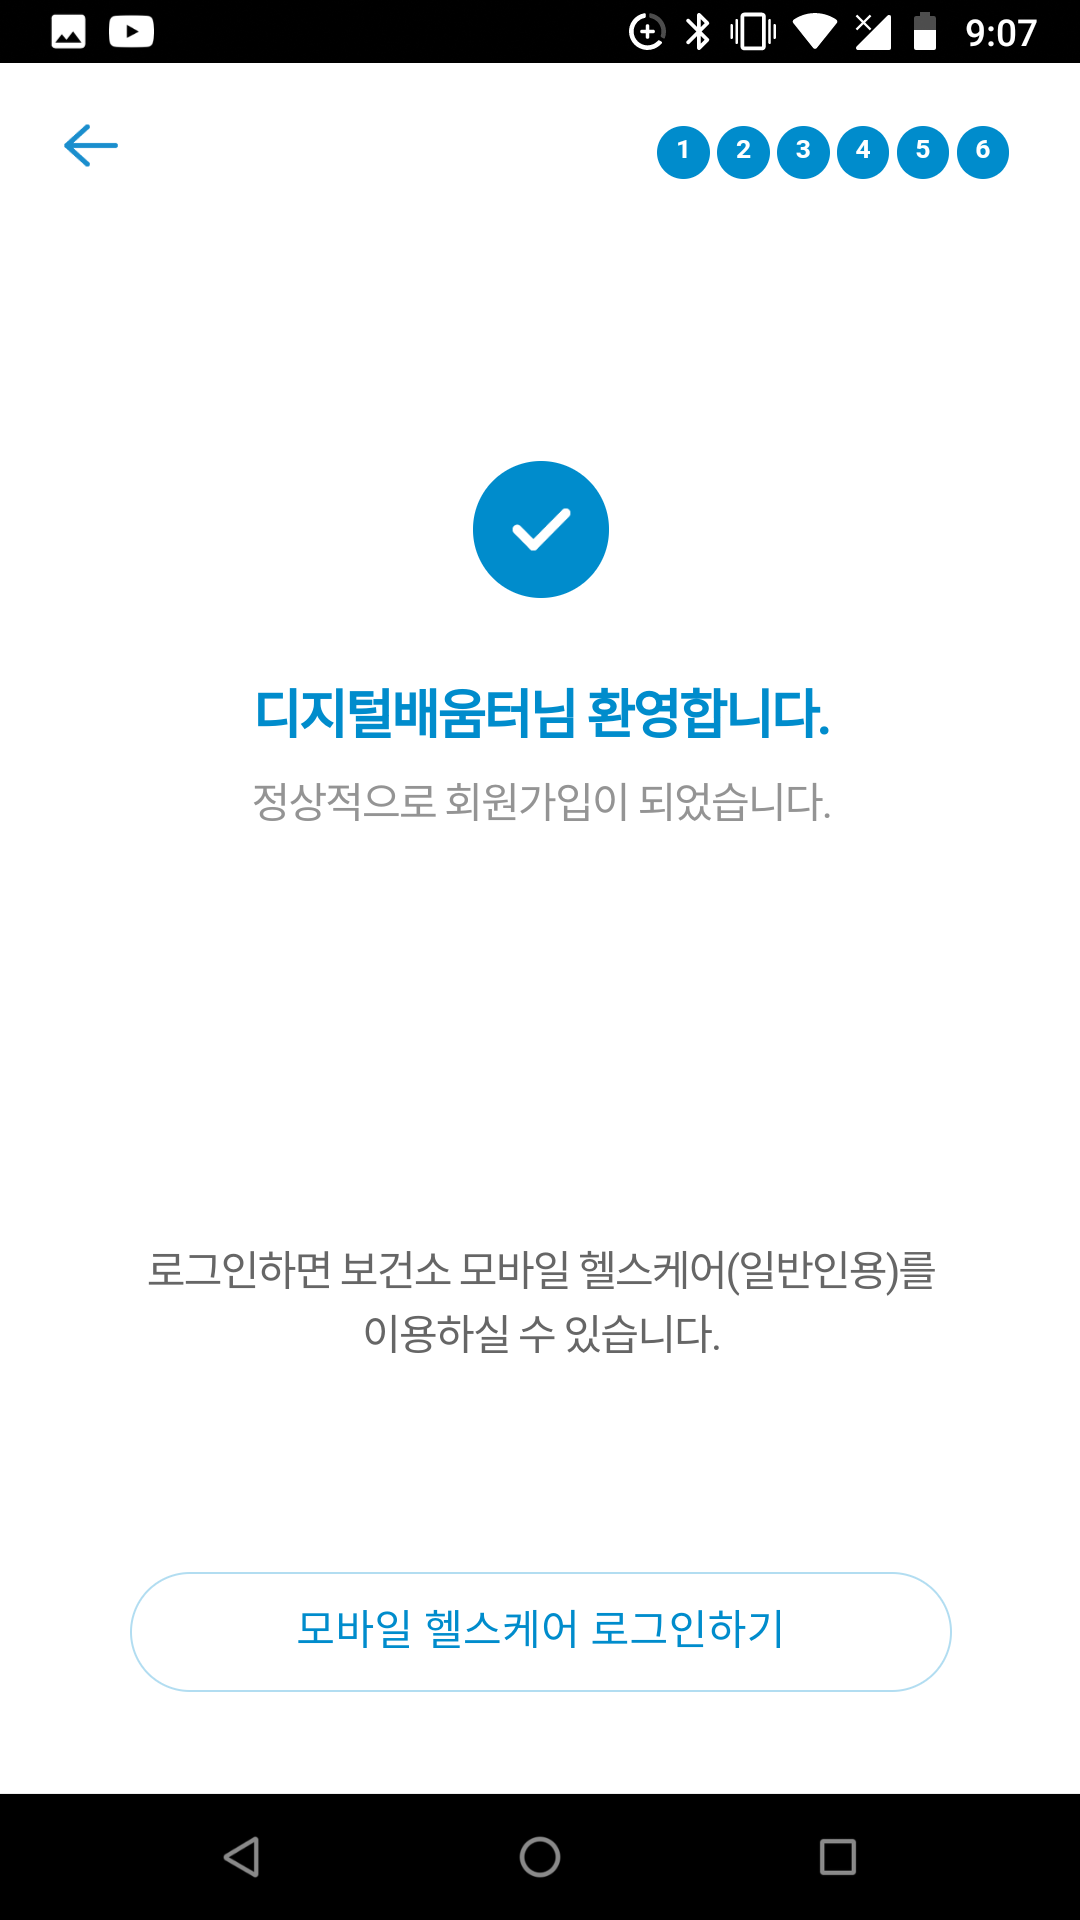 9:07
1 2 3 4 5 6
디지털배움터님 환영합니다.
정상적으로 회원가입이 되었습니다.
로그인하면 보건소 모바일 헬스케어(일반인용)를
이용하실 수 있습니다.
모바일 헬스케어 로그인하기